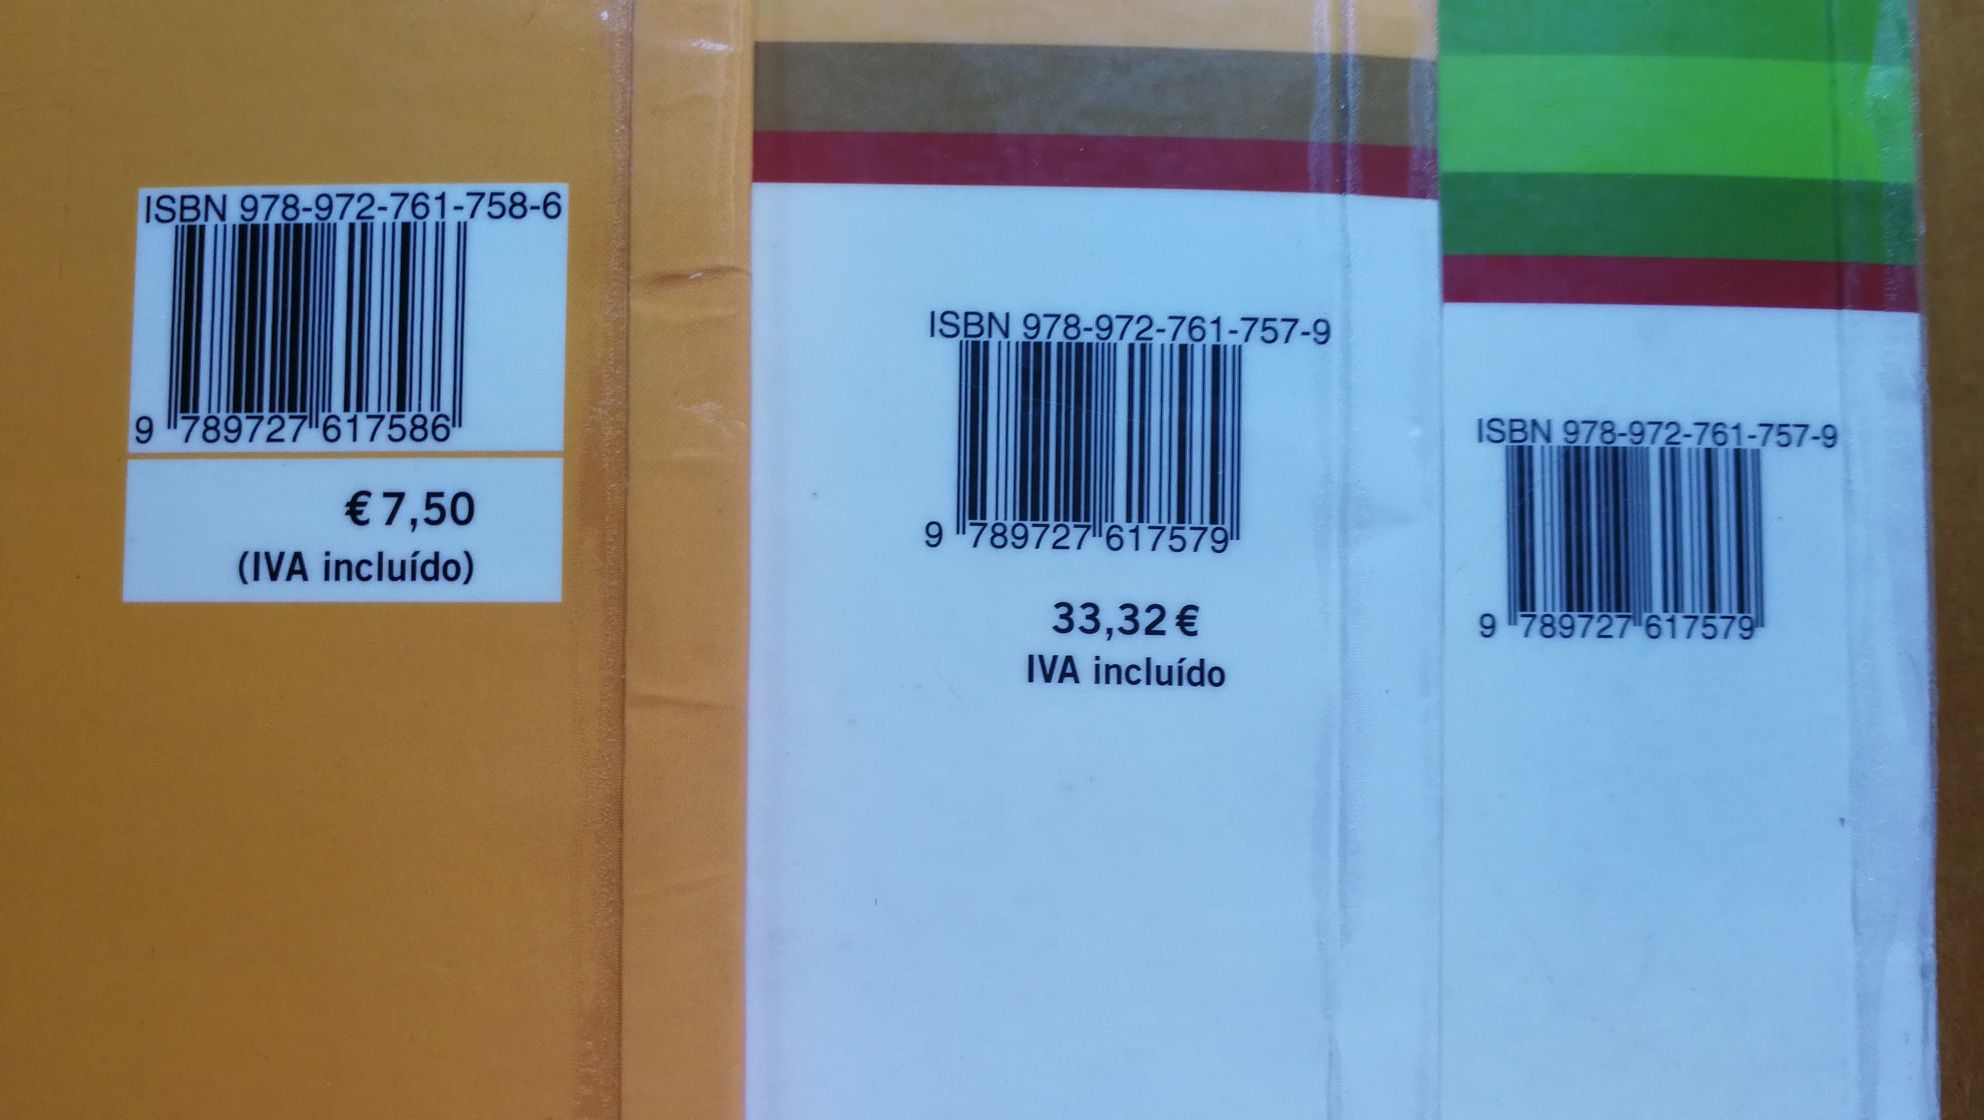 ISBN 978-972-761-758-6
9 789727 617586
€ 7,50
(IVA incluído)
ISBN 978-972-761-757-9
9 789727 617579
33,32 €
IVA incluído
ISBN 978-972-761-757-9
9 789727 617579